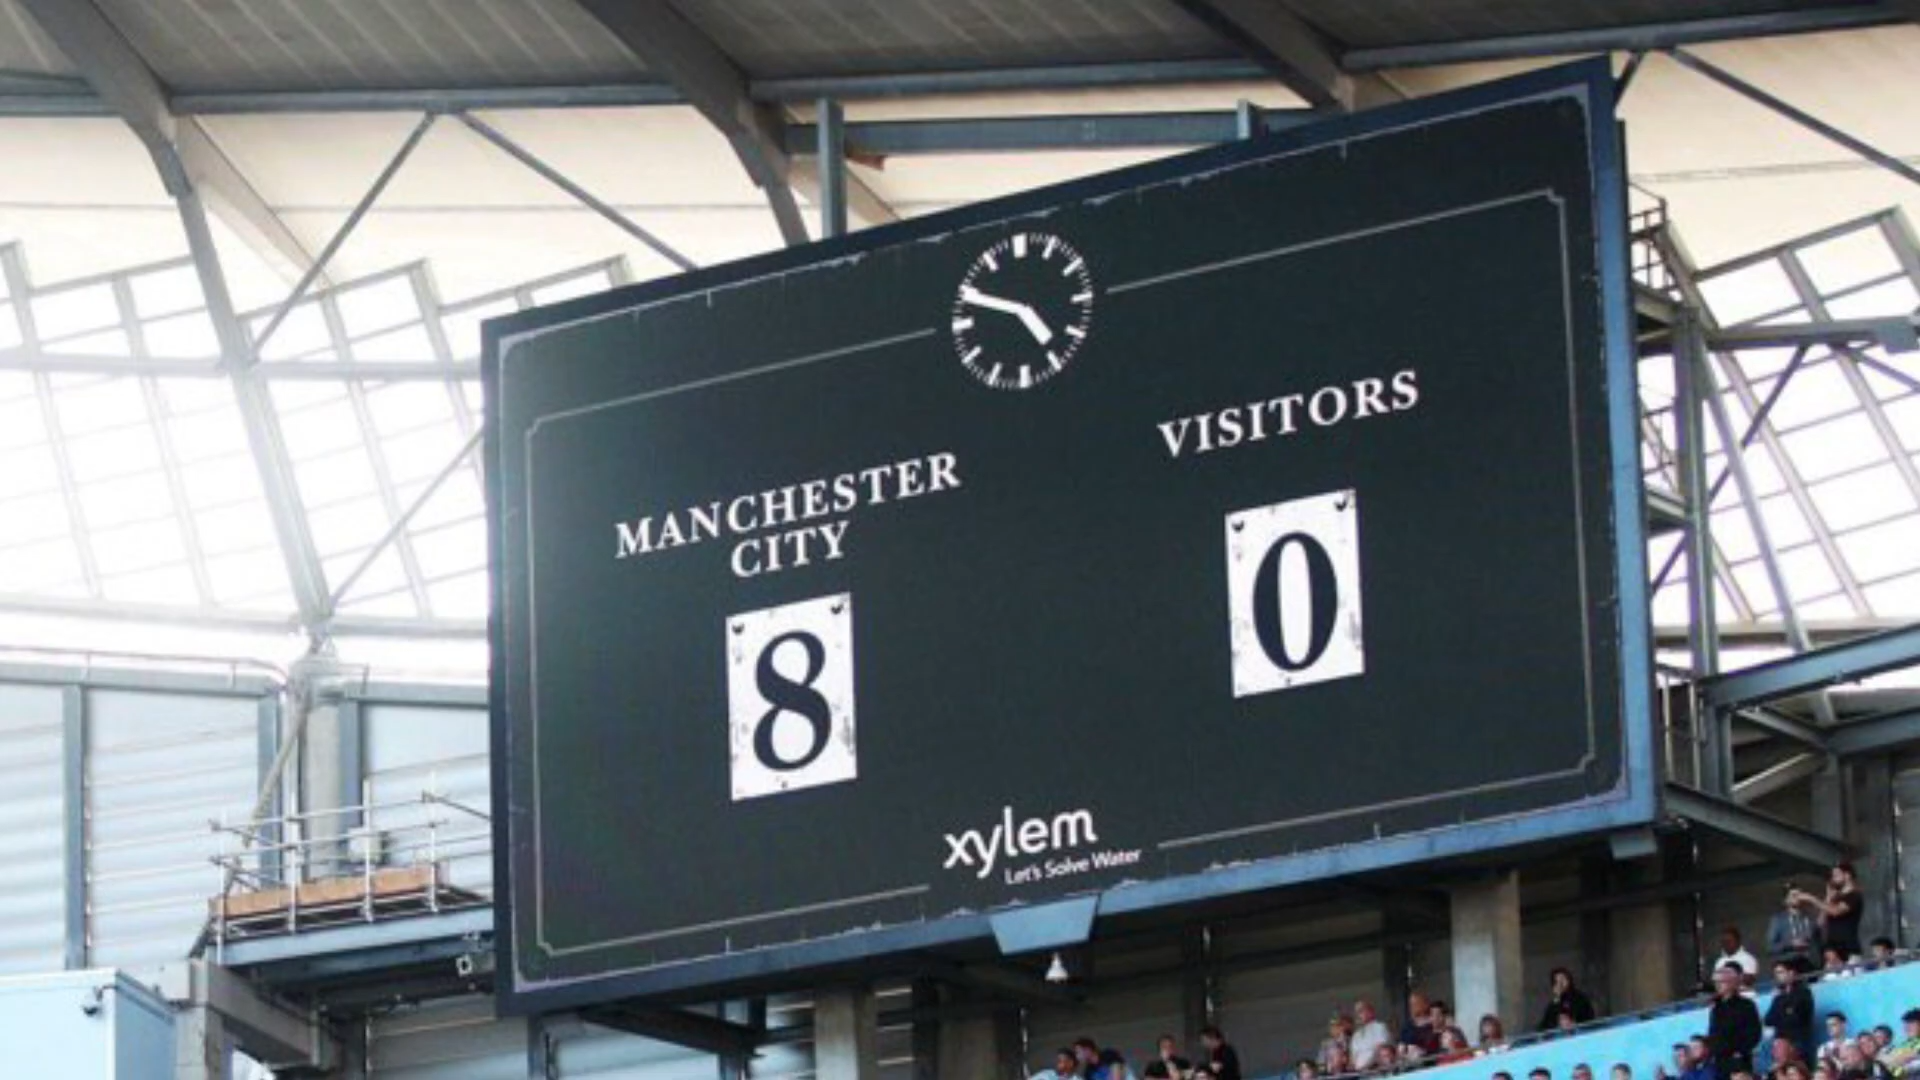 VISITORS
MANCHESTER
CITY
8
0
xylem
Let's Solve Water